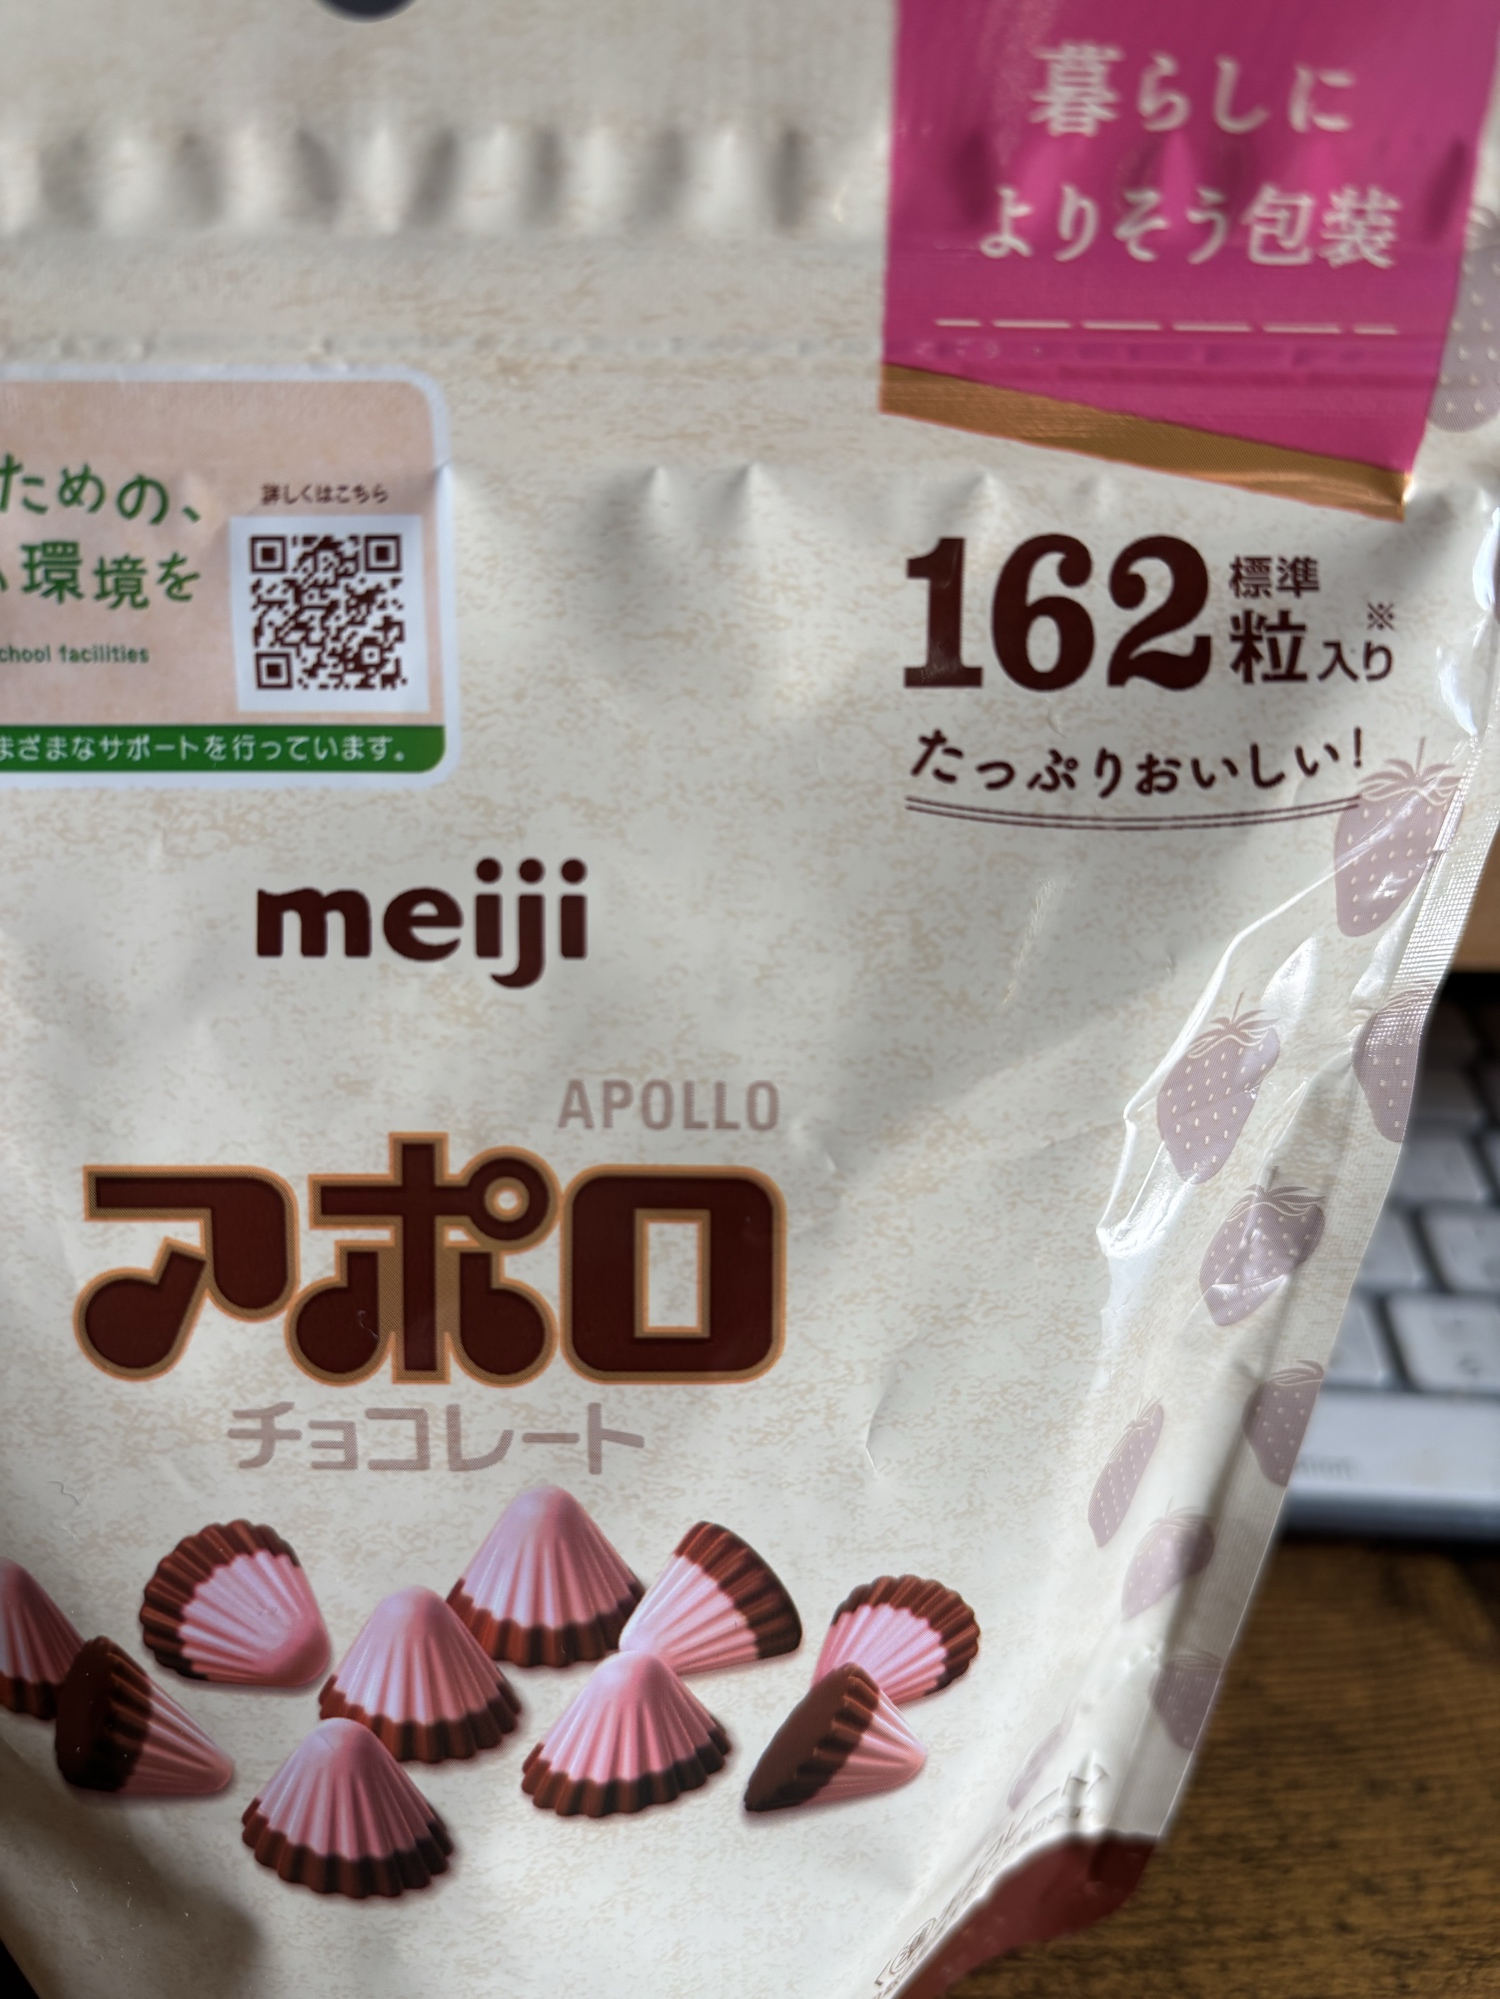 暮らしに
よりそう包装
ための、
詳しくはこちら
環境を
chool facilities
まざまなサポートを行っています。
162標準粒入り※
たっぷりおいしい!
meiji
APOLLO
アポロ
チョコレート